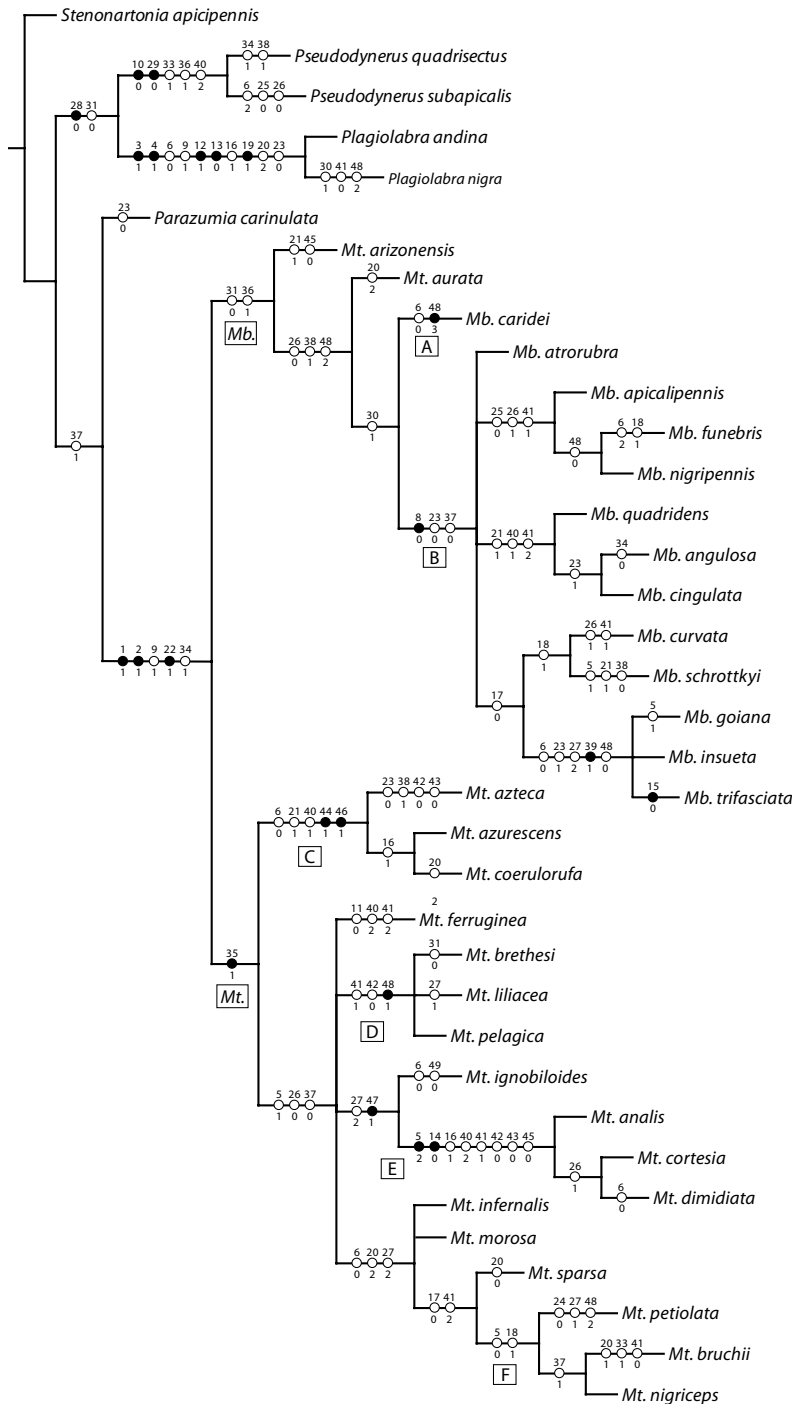 Stenonartonia apicipennis
34 38
1 1
Pseudodynerus quadrisectus
10 29 33 36 40
0 0 1 1 2
6 25 26
2 0 0
Pseudodynerus subapicalis
28 31
0 0
Plagiolabra andina
3 4 6 9 12 13 16 19 20 23
1 1 0 1 1 0 1 1 2 0
30 41 48
1 0 2
Plagiolabra nigra
23
0
Parazumia carinulata
21 45
1 0
Mt. arizonensis
20
2
Mt. aurata
31 36
0 1
Mb.
6 48
0 3
Mb. caridei
A
26 38 48
0 1 2
Mb. atrorubra
Mb. apicalipennis
25 26 41
0 1 1
30
1
6 18
2 1
Mb. funebris
37
1
48
0
Mb. nigripennis
Mb. quadridens
8 23 37
0 0 0
B
21 40 41
1 1 2
34
0
Mb. angulosa
23
1
Mb. cingulata
26 41
1 1
Mb. curvata
18
1
1 2 9 22 34
1 1 1 1 1
5 21 38
1 1 0
Mb. schrottkyi
17
0
5
1
Mb. goiana
6 23 27 39 48
0 1 2 1 0
Mb. insueta
15
0
Mb. trifasciata
23 38 42 43
0 1 0 0
Mt. azteca
6 21 40 44 46
0 1 1 1 1
C
Mt. azurescens
16
1
20
2
Mt. coerulorufa
11 40 41
0 2 2
Mt. ferruginea
31
0
Mt. brethesi
35
1
Mt.
41 42 48
1 0 1
D
27
1
Mt. liliacea
Mt. pelagica
6 49
0 0
Mt. ignobiloides
5 26 37
1 0 0
27 47
2 1
E
Mt. analis
5 14 16 40 41 42 43 45
2 0 1 2 1 0 0 0
Mt. cortesia
26
1
6
0
Mt. dimidiata
Mt. infernalis
Mt. morosa
6 20 27
0 2 2
20
0
Mt. sparsa
17 41
0 2
24 27 48
0 1 2
Mt. petiolata
5 18
0 1
F
20 33 41
1 1 0
Mt. bruchii
37
1
Mt. nigriceps